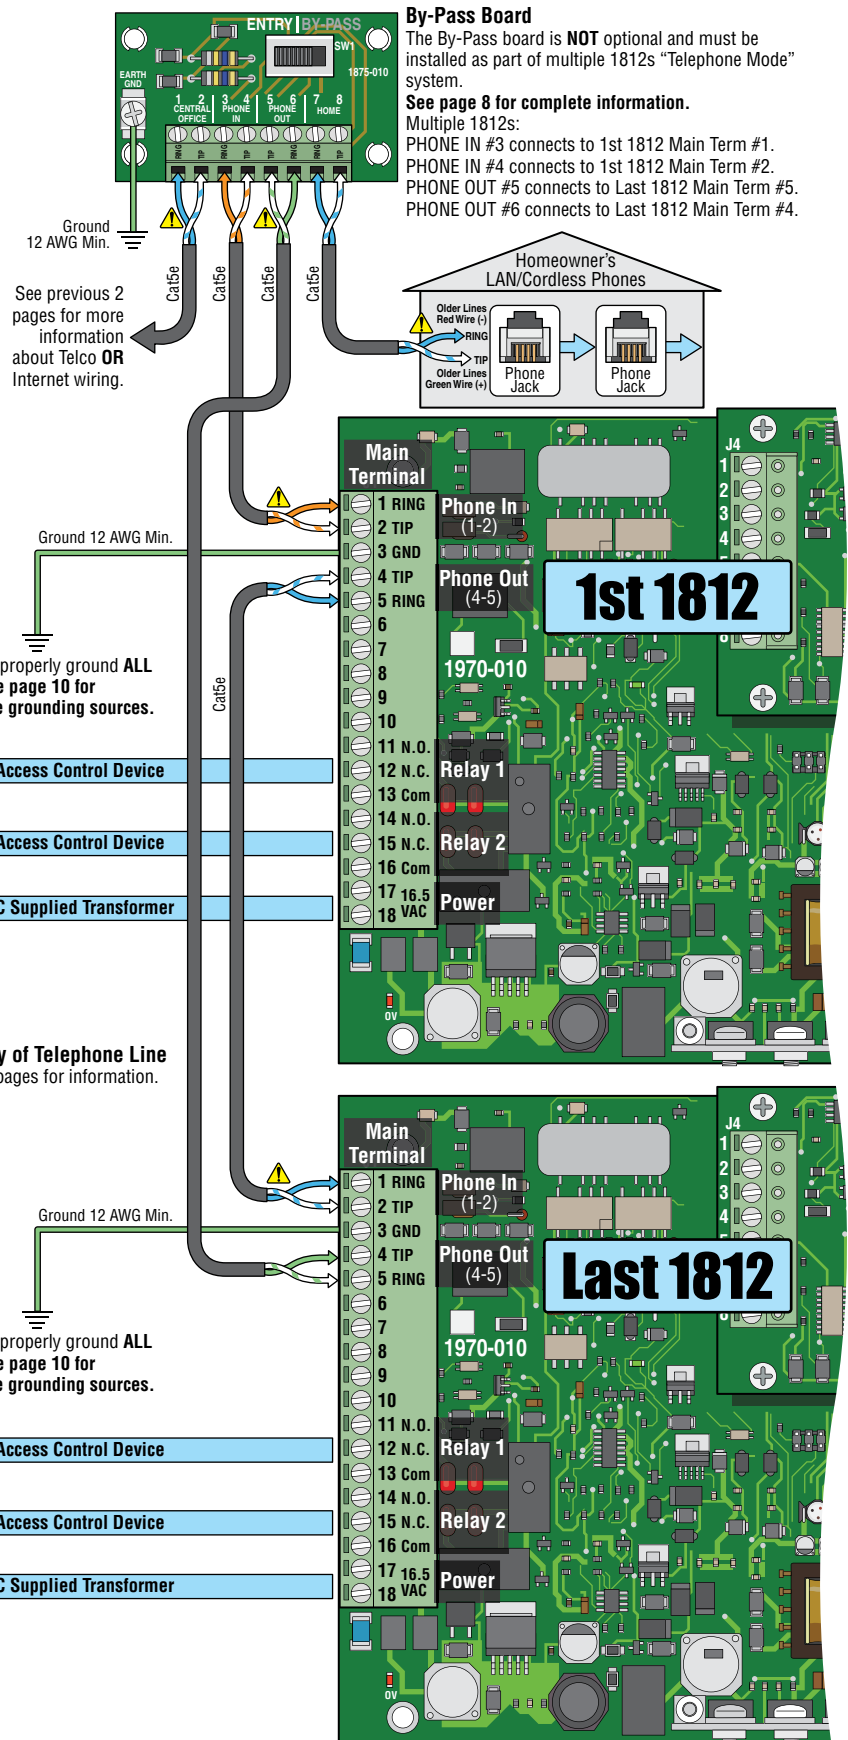 By-Pass Board
The By-Pass board is NOT optional and must be
installed as part of multiple 1812s “Telephone Mode”
system.
See page 8 for complete information.
Multiple 1812s:
PHONE IN #3 connects to 1st 1812 Main Term #1.
PHONE IN #4 connects to 1st 1812 Main Term #2.
PHONE OUT #5 connects to Last 1812 Main Term #5.
PHONE OUT #6 connects to Last 1812 Main Term #4.
ENTRY BY-PASS
SW1
1875-010
EARTH
GND
1 2 3 4 5 6 7 8
CENTRAL
OFFICE
PHONE
IN
PHONE
OUT
HOME
RING TIP RING TIP TIP RING RING TIP
Ground
12 AWG Min.
Cat5e
Cat5e
Cat5e
Cat5e
See previous 2
pages for more
information
about Telco OR
Internet wiring.
Homeowner's
LAN/Cordless Phones
Older Lines
Red Wire (-)
RING
TIP
Older Lines
Green Wire (+)
Phone
Jack
Phone
Jack
Main
Terminal
1 RING
2 TIP
3 GND
4 TIP
5 RING
6
7
8
9
10
11 N.O.
12 N.C.
13 Com
14 N.O.
15 N.C.
16 Com
17 16.5
18 VAC
Phone In
(1-2)
Phone Out
(4-5)
1st 1812
1970-010
Relay 1
Relay 2
Power
0V
J4
1
2
3
4
Ground 12 AWG Min.
properly ground ALL
page 10 for
grounding sources.
Cat5e
Access Control Device
Access Control Device
C Supplied Transformer
y of Telephone Line
pages for information.
Main
Terminal
1 RING
2 TIP
3 GND
4 TIP
5 RING
6
7
8
9
10
11 N.O.
12 N.C.
13 Com
14 N.O.
15 N.C.
16 Com
17 16.5
18 VAC
Phone In
(1-2)
Phone Out
(4-5)
Last 1812
1970-010
Relay 1
Relay 2
Power
0V
J4
1
2
3
4
Ground 12 AWG Min.
properly ground ALL
page 10 for
grounding sources.
Access Control Device
Access Control Device
C Supplied Transformer